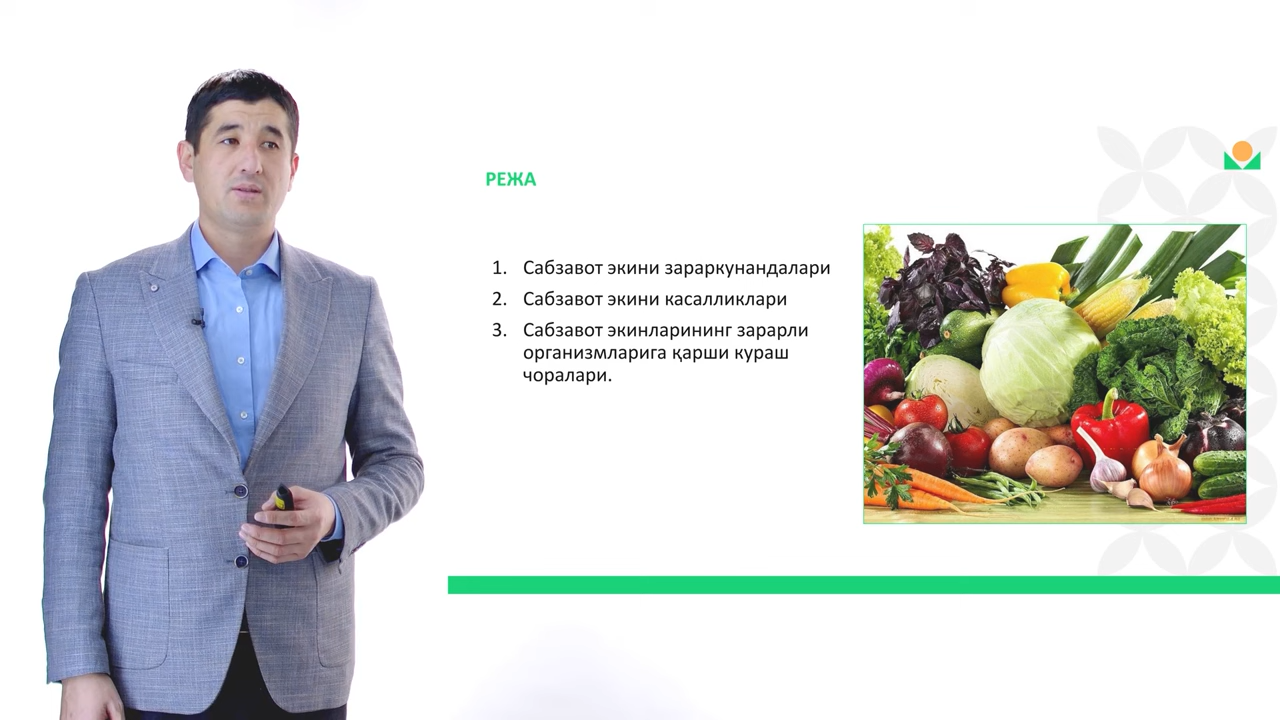 РЕЖА
1. Сабзавот экини зараркунандалари
2. Сабзавот экини касалликлари
3. Сабзавот экинларининг зарарли
организмларига қарши кураш
чоралари.